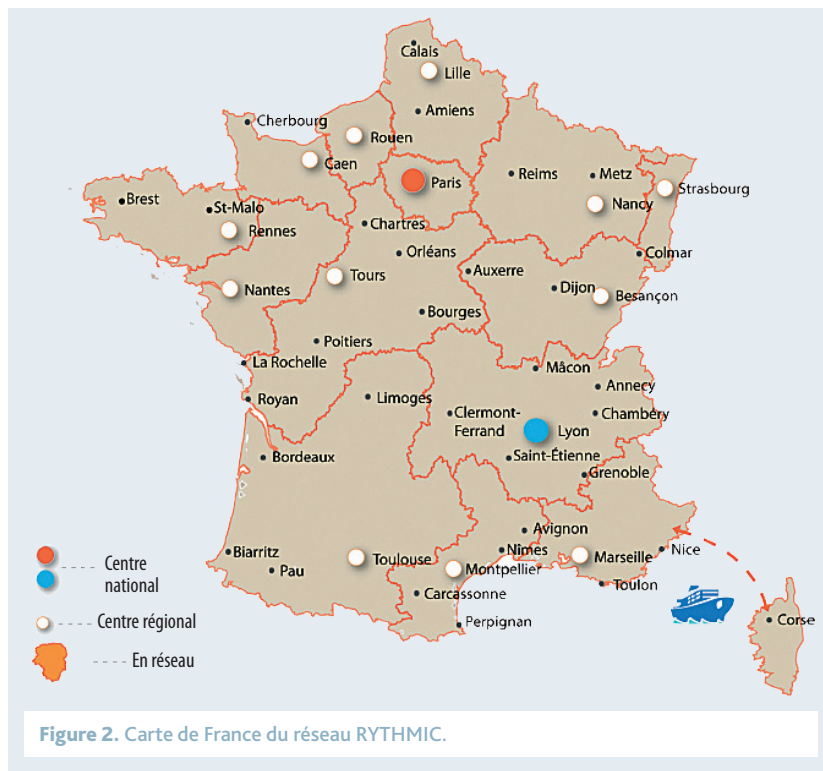 Calais
Lille
Amiens
Cherbourg
Rouen
Caen
Paris
Reims
Metz
Strasbourg
Nancy
Brest
St-Malo
Rennes
Chartres
Orléans
Colmar
Auxerre
Tours
Nantes
Dijon
Besançon
Bourges
Poitiers
La Rochelle
Mâcon
Annecy
Royan
Limoges
Clermont-
Ferrand
Chambéry
Lyon
Bordeaux
Saint-Étienne
Grenoble
Avignon
Biarritz
Toulouse
Nîmes
Marseille
Nice
Pau
Montpellier
Toulon
Carcassonne
Perpignan
Corse
Centre
national
Centre régional
En réseau
Figure 2. Carte de France du réseau RYTHMIC.